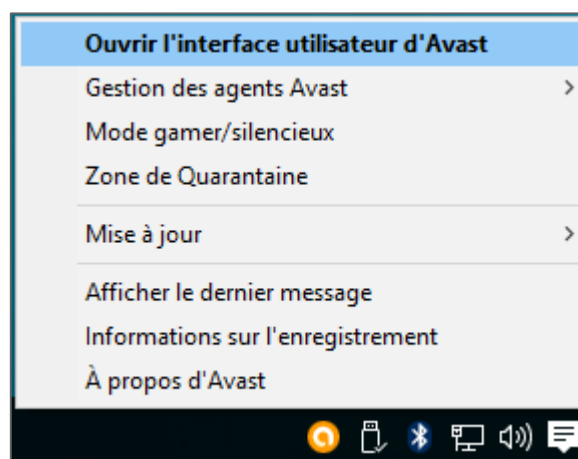 Ouvrir l'interface utilisateur d'Avast
Gestion des agents Avast
Mode gamer/silencieux
Zone de Quarantaine
Mise à jour
Afficher le dernier message
Informations sur l'enregistrement
À propos d'Avast